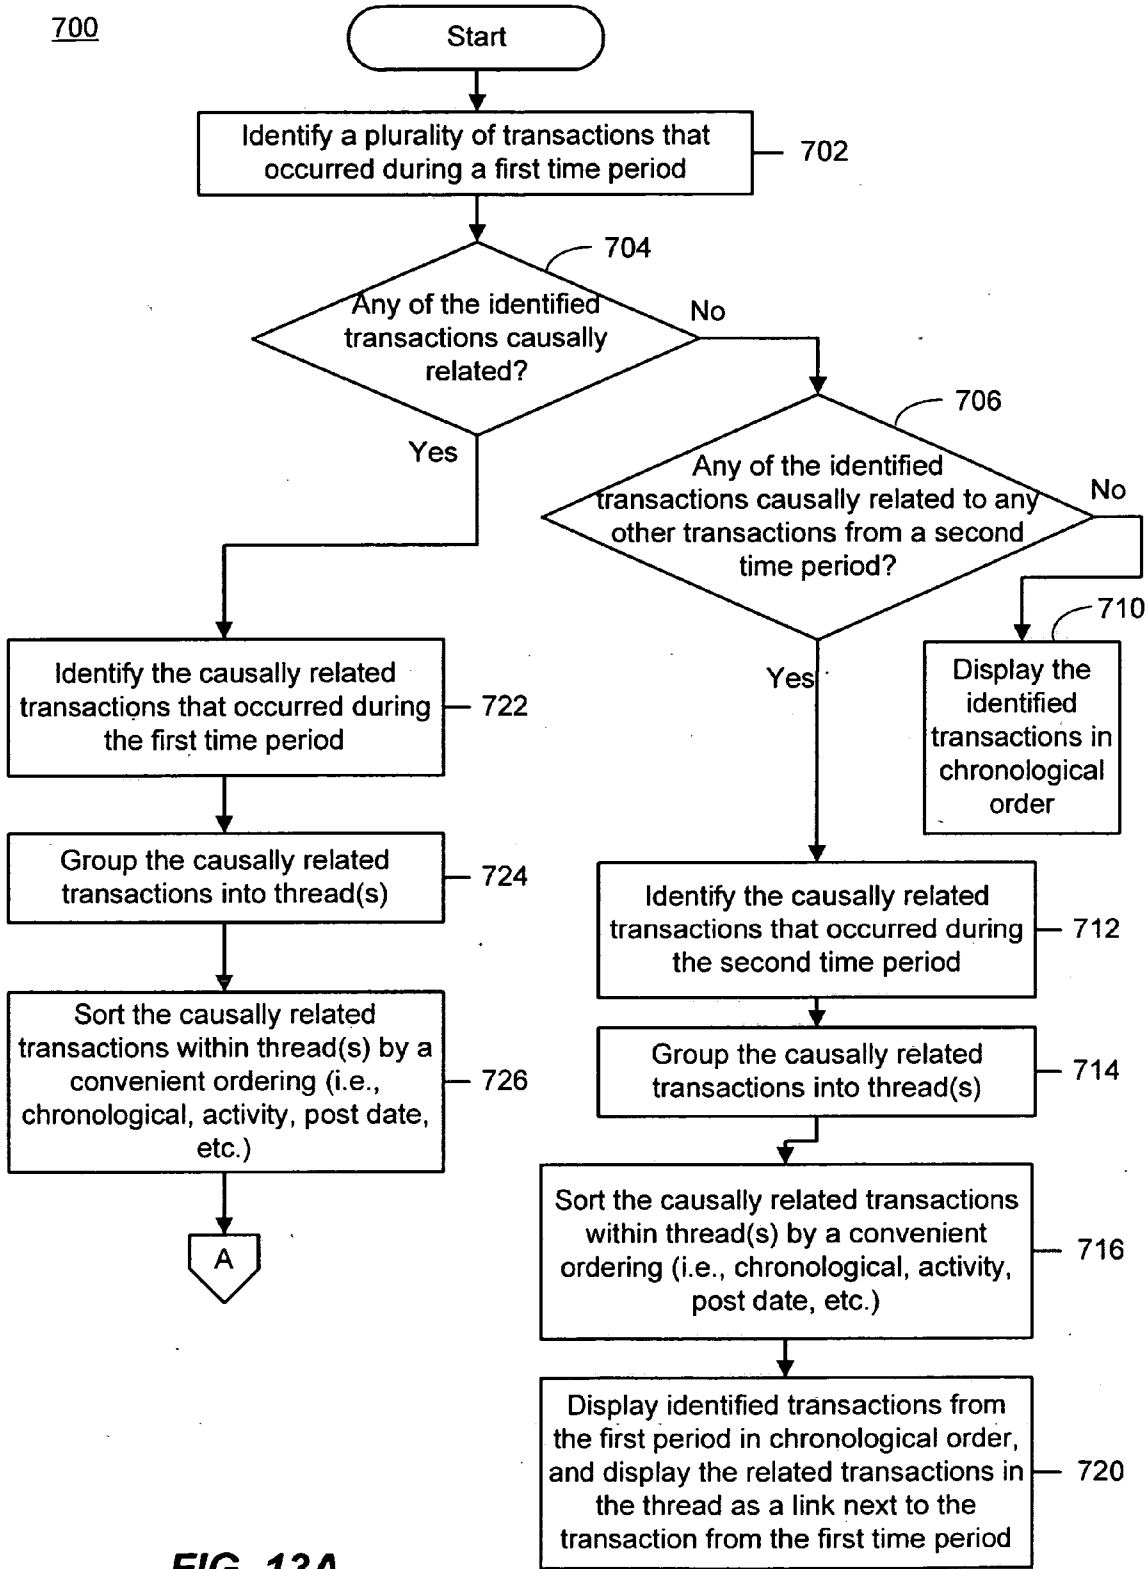 700
Start
Identify a plurality of transactions that
occurred during a first time period
702
704
Any of the identified
transactions causally
related?
No
Yes
706
Any of the identified
transactions causally related to any
other transactions from a second
time period?
No
Yes
710
Display the
identified
transactions in
chronological
order
Identify the causally related
transactions that occurred during
the first time period
722
Group the causally related
transactions into thread(s)
724
Sort the causally related
transactions within thread(s) by a
convenient ordering (i.e.,
chronological, activity, post date,
etc.)
726
A
Identify the causally related
transactions that occurred during
the second time period
712
Group the causally related
transactions into thread(s)
714
Sort the causally related transactions
within thread(s) by a convenient
ordering (i.e., chronological, activity,
post date, etc.)
716
Display identified transactions from
the first period in chronological order,
and display the related transactions in
the thread as a link next to the
transaction from the first time period
720
FIG. 13A